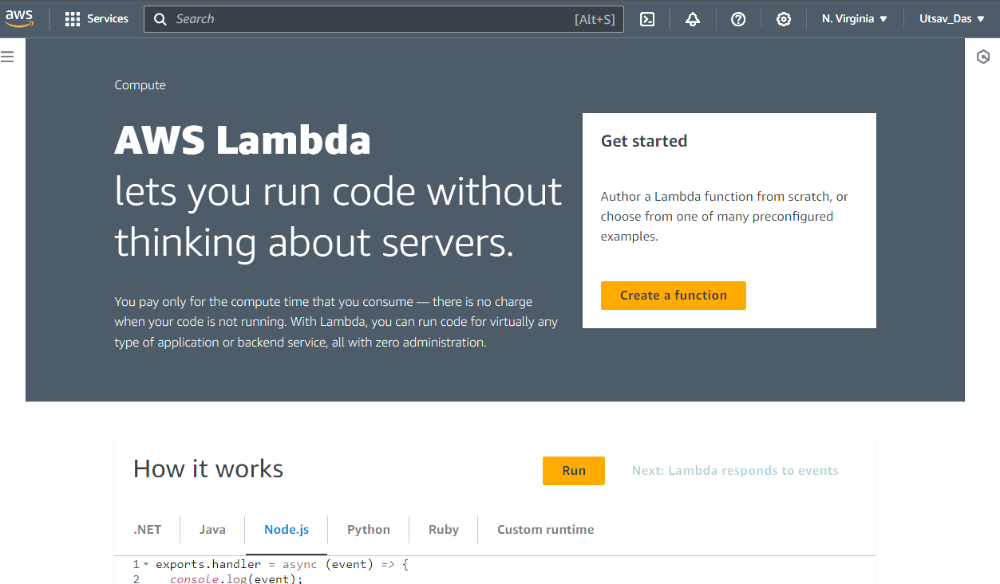 aws
Services
Search
[Alt+S]
N. Virginia
Utsav_Das
Compute
AWS Lambda
lets you run code without
thinking about servers.
You pay only for the compute time that you consume — there is no charge
when your code is not running. With Lambda, you can run code for virtually any
type of application or backend service, all with zero administration.
Get started
Author a Lambda function from scratch, or
choose from one of many preconfigured
examples.
Create a function
How it works
Run
Next: Lambda responds to events
.NET
Java
Node.js
Python
Ruby
Custom runtime
1 exports.handler = async (event) => {
2 console.log(event);